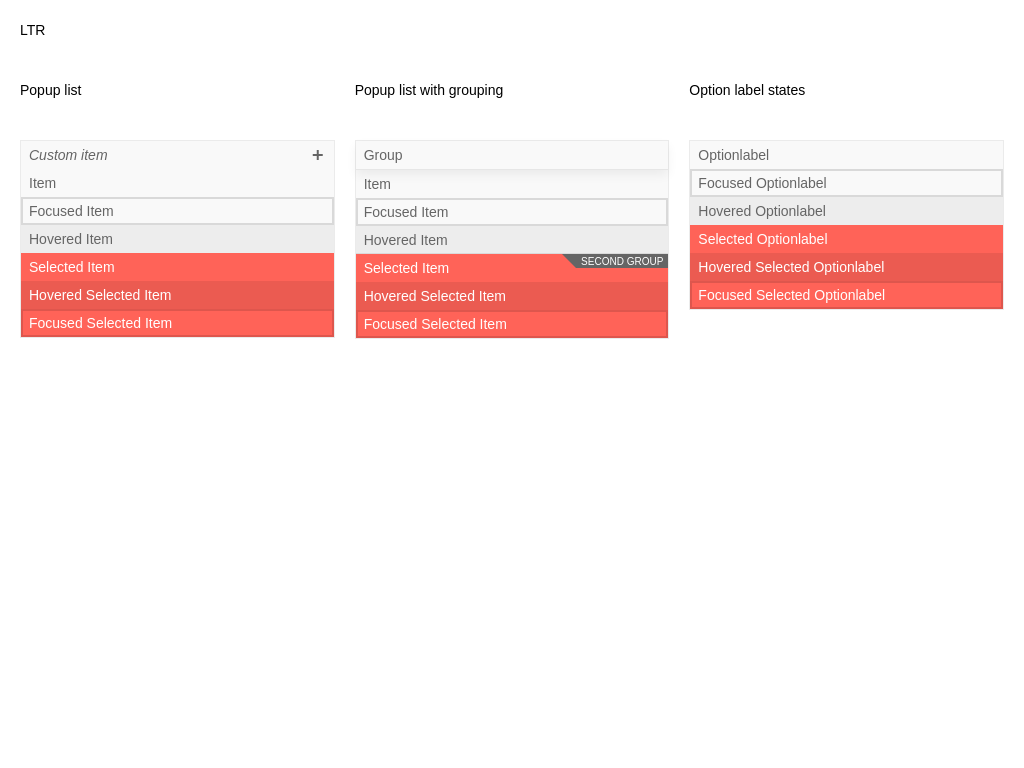 LTR
Popup list
Custom item
Item
Focused Item
Hovered Item
Selected Item
Hovered Selected Item
Focused Selected Item
Popup list with grouping
Group
Item
Focused Item
Hovered Item
Selected Item
SECOND GROUP
Hovered Selected Item
Focused Selected Item
Option label states
Optionlabel
Focused Optionlabel
Hovered Optionlabel
Selected Optionlabel
Hovered Selected Optionlabel
Focused Selected Optionlabel